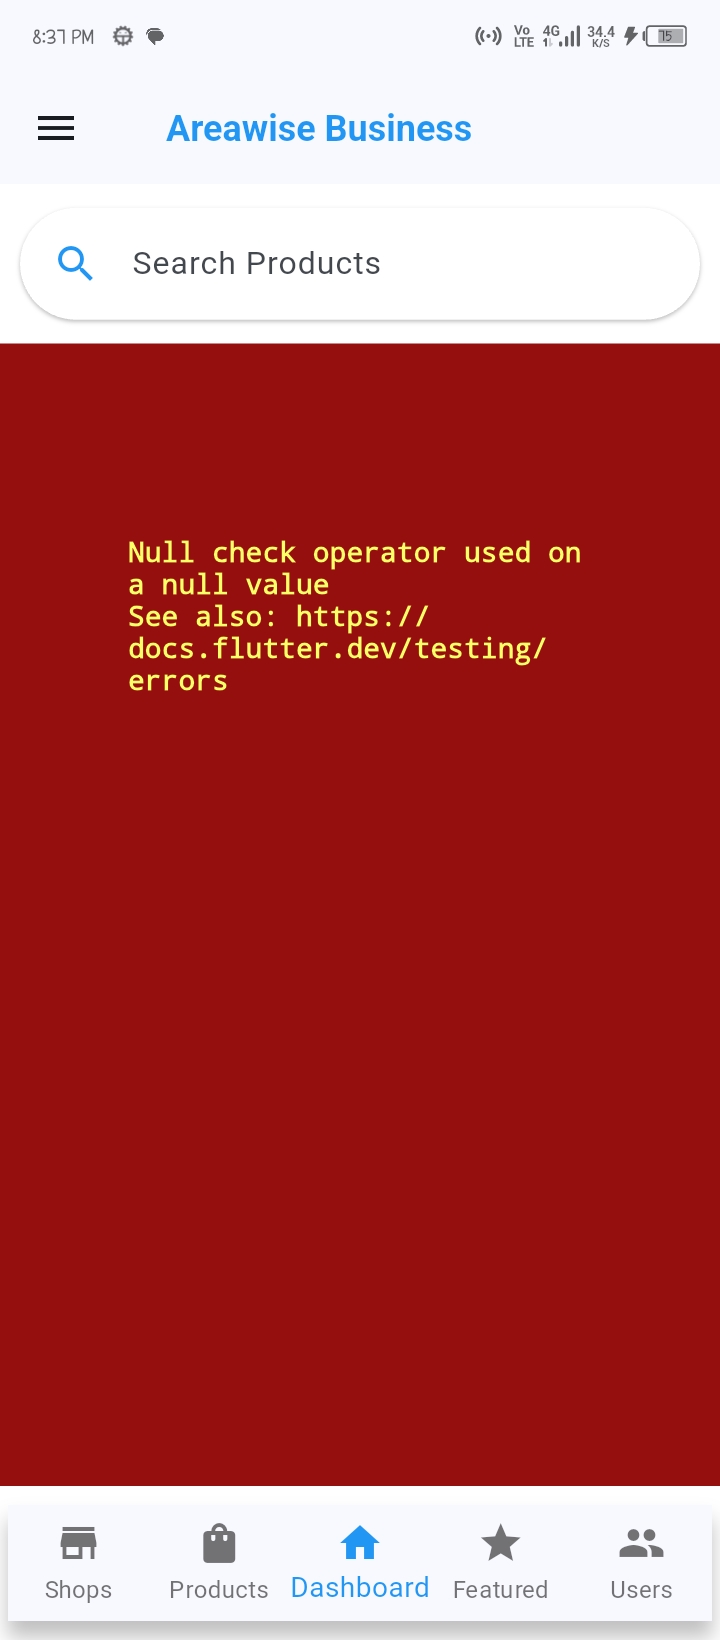 8:37 PM
Vo LTE 4G 34.4 K/S 75
Areawise Business
Search Products
Null check operator used on
a null value
See also: https://
docs.flutter.dev/testing/
errors
Shops Products Dashboard Featured Users